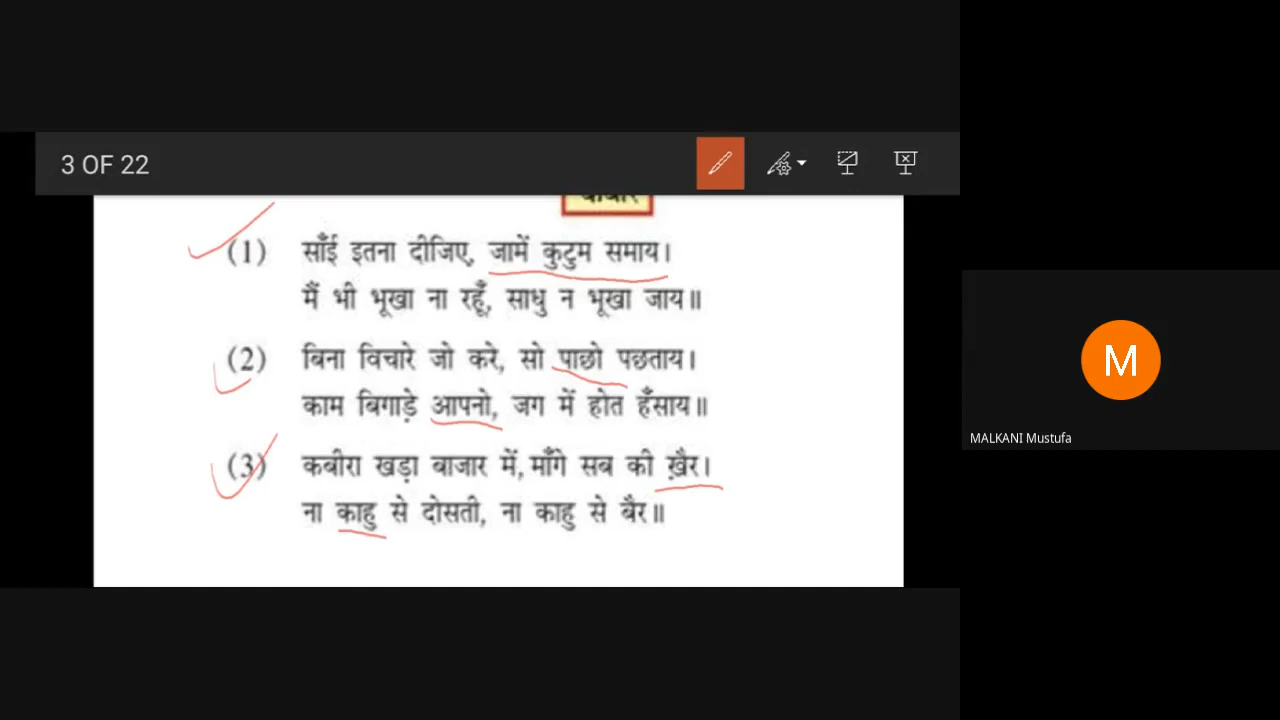 3 OF 22
(1) साँई इतना दीजिए, जामें कुटुम समाय।
मैं भी भूखा ना रहूँ, साधु न भूखा जाय॥
(2) बिना विचारे जो करे, सो पाछो पछताय।
काम बिगाड़े आपनो, जग में होत हँसाय॥
(3) कबीरा खड़ा बाजार में, माँगे सब की ख़ैर।
ना काहु से दोसती, ना काहु से बैर॥
M
MALKANI Mustufa